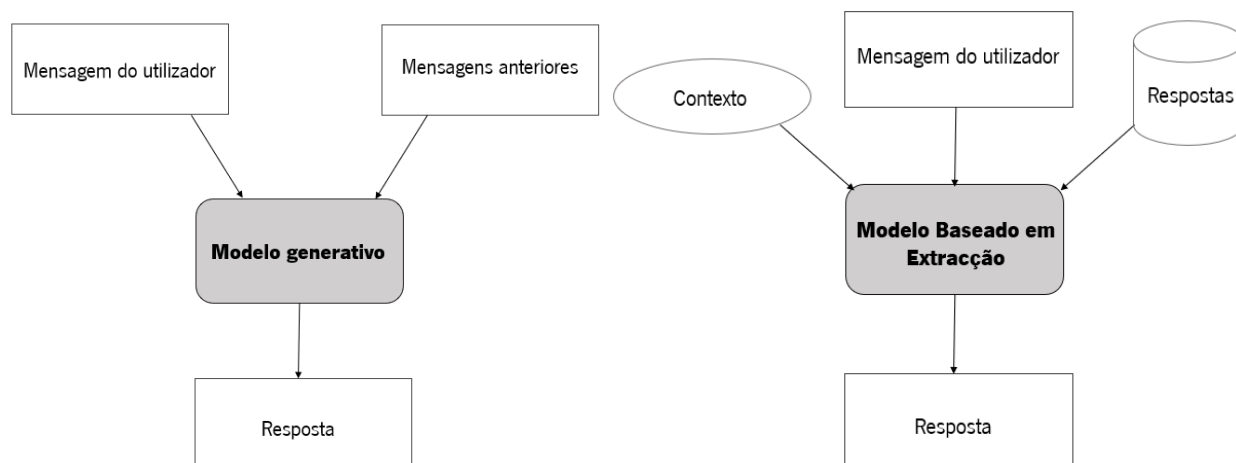 Mensagem do utilizador
Mensagens anteriores
Modelo generativo
Resposta
Contexto
Mensagem do utilizador
Respostas
Modelo Baseado em
Extracção
Resposta